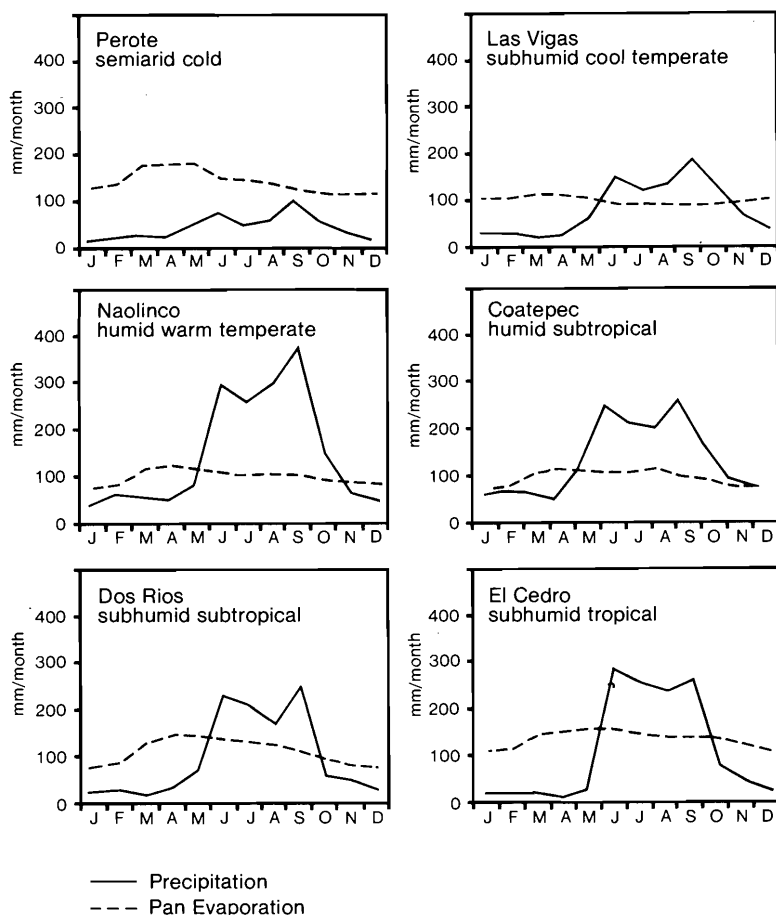 Perote
semiarid cold
mm/month
400
300
200
100
0
J F M A M J J A S O N D
Las Vigas
subhumid cool temperate
mm/month
400
300
200
100
0
J F M A M J J A S O N D
Naolinco
humid warm temperate
mm/month
400
300
200
100
0
J F M A M J J A S O N D
Coatepec
humid subtropical
mm/month
400
300
200
100
0
J F M A M J J A S O N D
Dos Rios
subhumid subtropical
mm/month
400
300
200
100
0
J F M A M J J A S O N D
El Cedro
subhumid tropical
mm/month
400
300
200
100
0
J F M A M J J A S O N D
Precipitation
Pan Evaporation